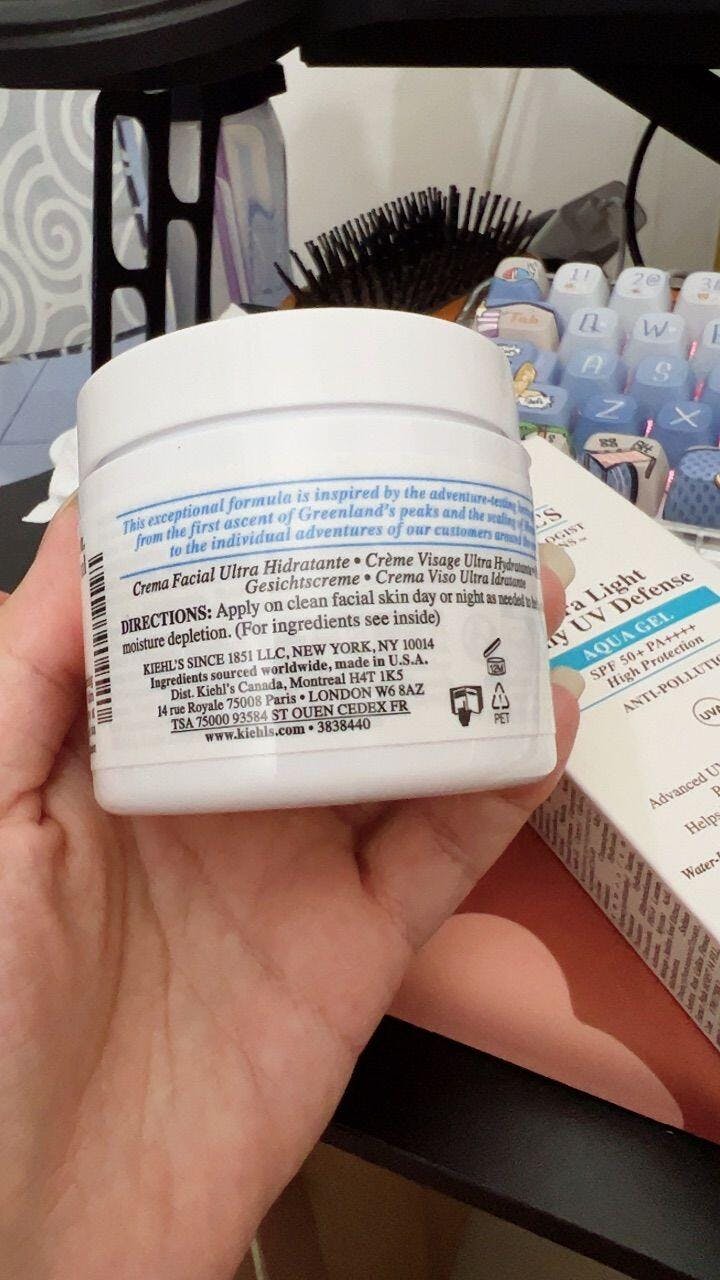 This exceptional formula is inspired by the adventure-testing
from the first ascent of Greenland's peaks and the scaling of
to the individual adventures of our customers around
Crema Facial Ultra Hidratante • Crème Visage Ultra Hydratante •
Gesichtscreme • Crema Viso Ultra Idratante
DIRECTIONS: Apply on clean facial skin day or night as needed to
moisture depletion. (For ingredients see inside)
KIEHL'S SINCE 1851 LLC, NEW YORK, NY 10014
Ingredients sourced worldwide, made in U.S.A.
Dist. Kiehl's Canada, Montreal H4T 1K5
14 rue Royale 75008 Paris • LONDON W6 8AZ
TSA 75000 93584 ST OUEN CEDEX FR
www.kiehls.com • 3838440
12M
PET
Light
UV Defense
AQUA GEL
SPF 50+ PA++++
High Protection
ANTI-POLLUTI
UVA
Advanced U
Helps
Water-
Tab
1!
2@
Q
W
A
S
Z
X